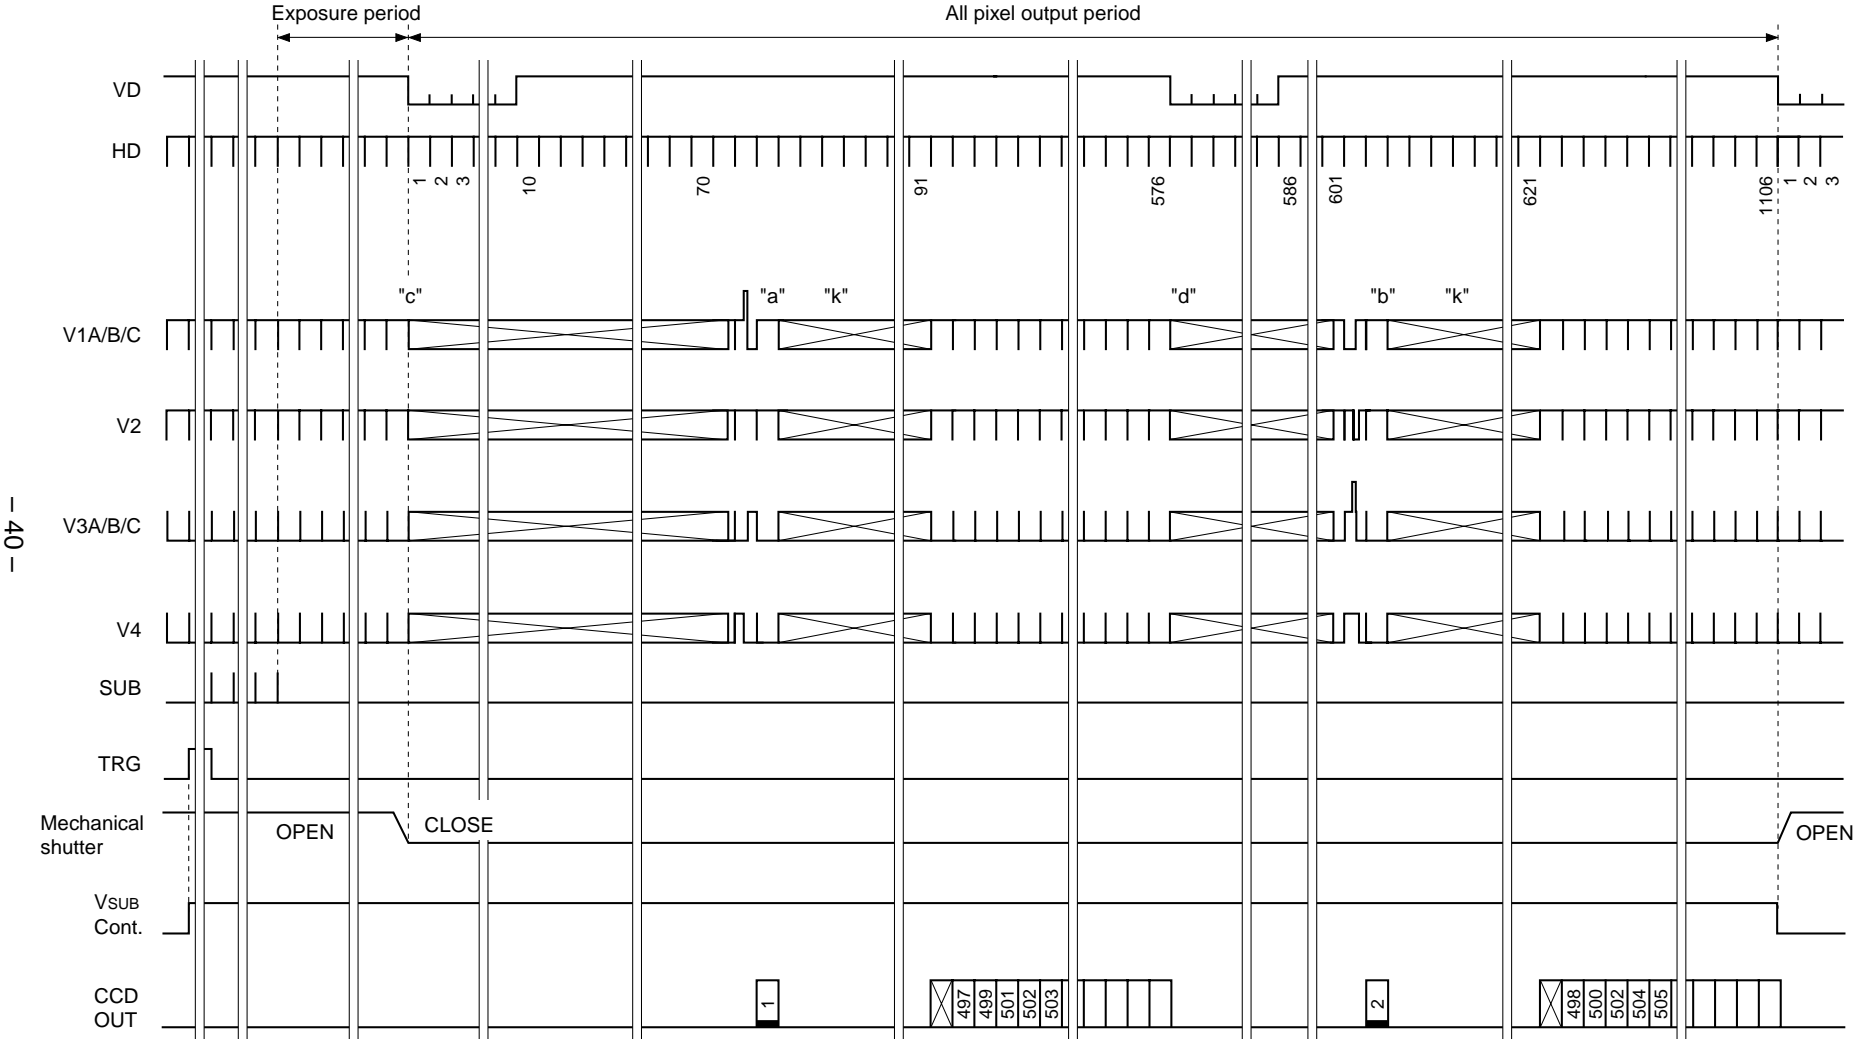 Exposure period
All pixel output period
VD
HD
1 2 3 10 70 91 576 586 601 621 1106 1 2 3
"c" "a" "k" "d" "b" "k"
V1A/B/C
V2
V3A/B/C
– 40 –
V4
SUB
TRG
Mechanical
shutter
OPEN
CLOSE
OPEN
VSUB
Cont.
CCD
OUT
1 497 499 501 502 503 2 498 500 502 504 505